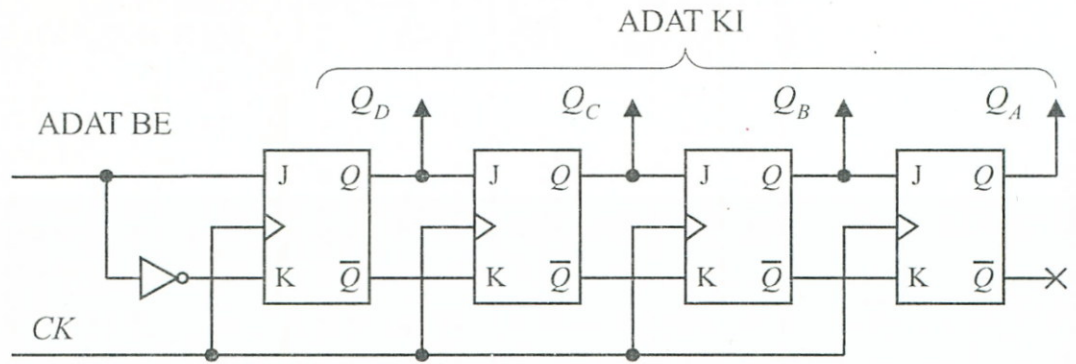 ADAT KI
Q_D Q_C Q_B Q_A
ADAT BE
J Q J Q J Q J Q
K Q̅ K Q̅ K Q̅ K Q̅
CK